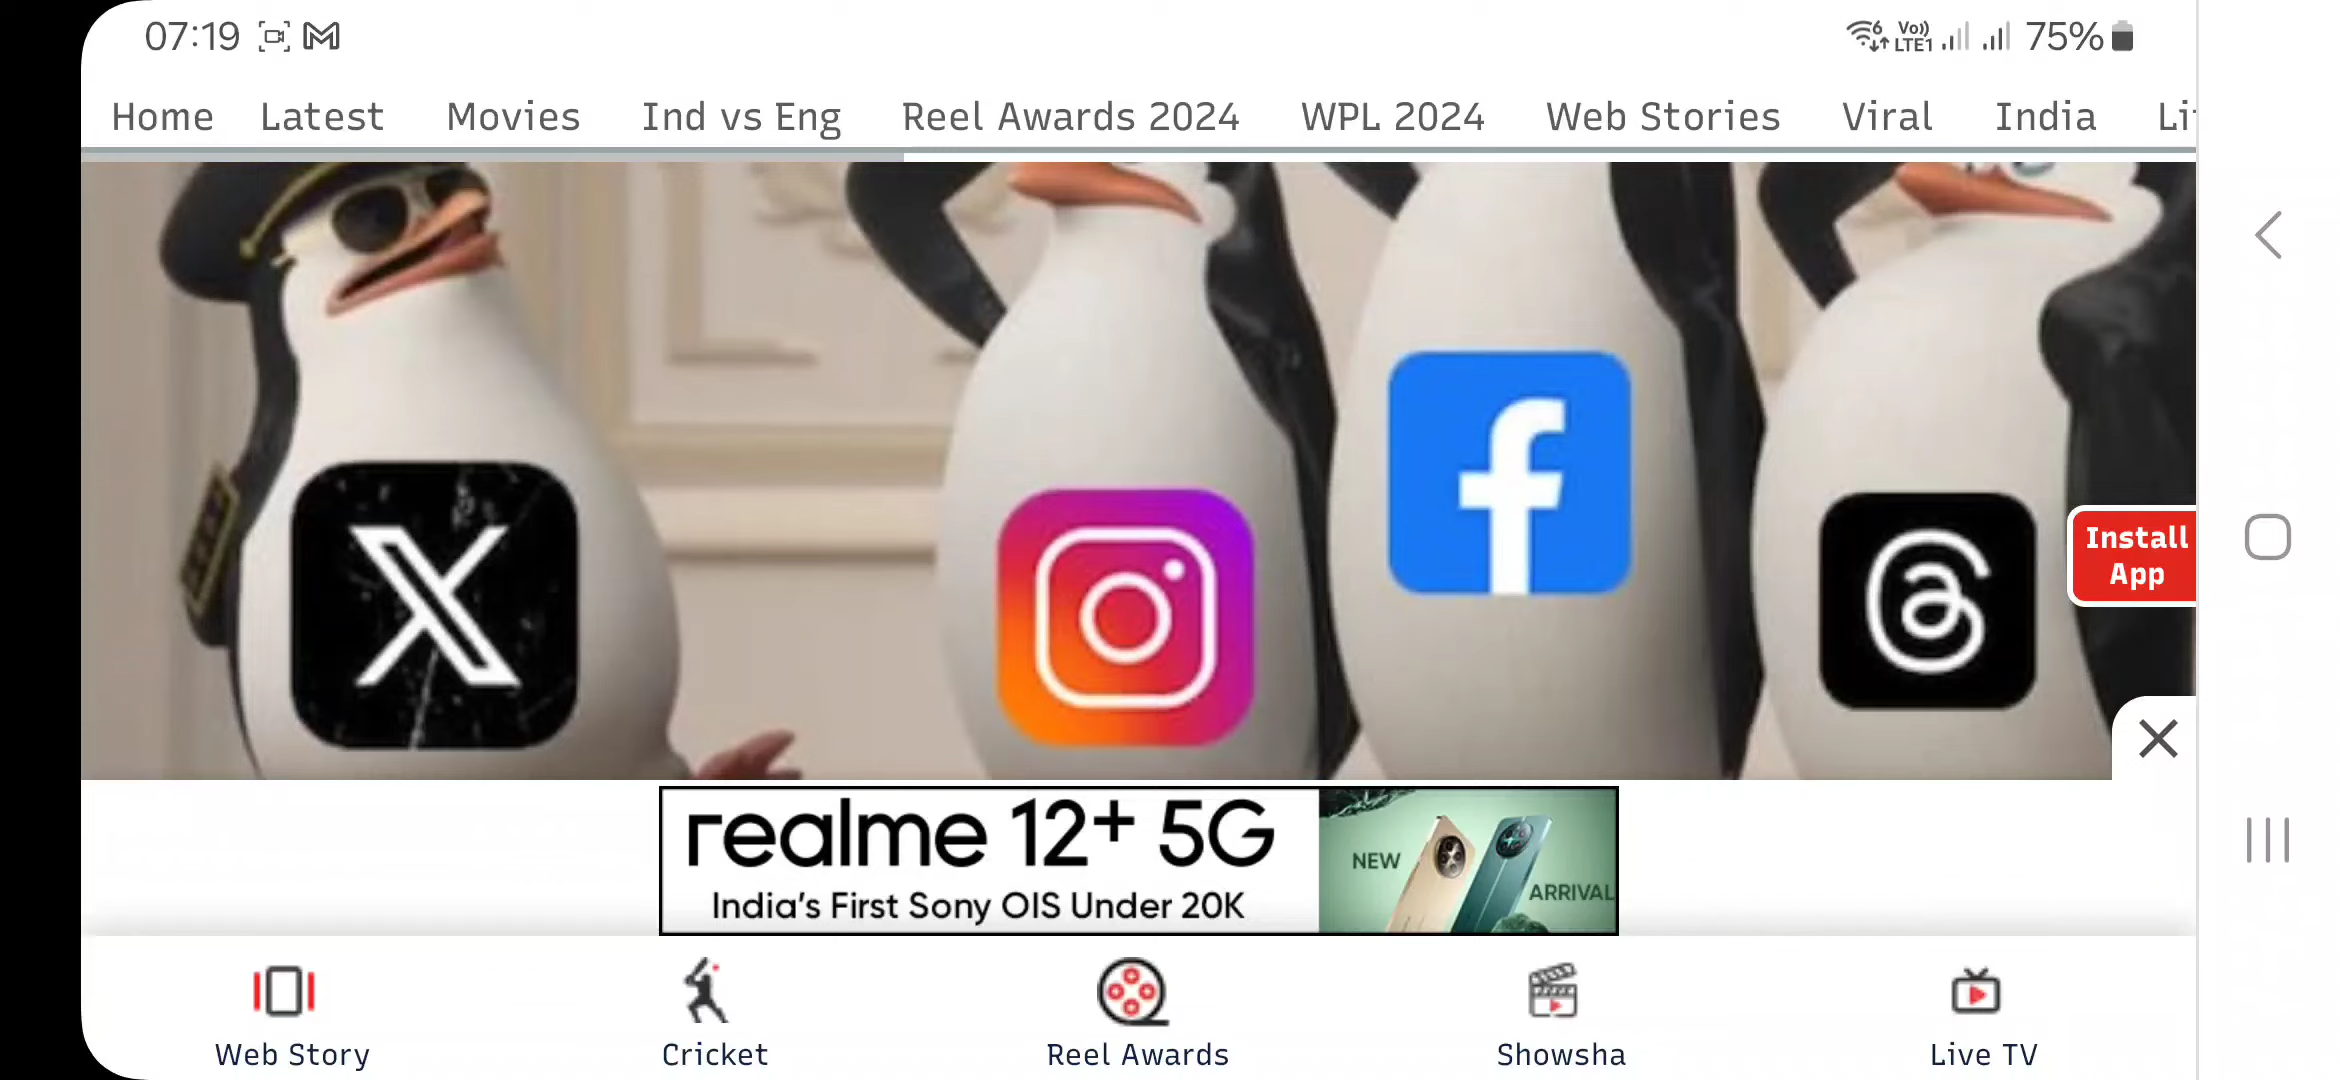 07:19 Vo)) LTE1 75%
Home Latest Movies Ind vs Eng Reel Awards 2024 WPL 2024 Web Stories Viral India
Install
App
realme 12+ 5G
India's First Sony OIS Under 20K
NEW
ARRIVAL
Web Story Cricket Reel Awards Showsha Live TV